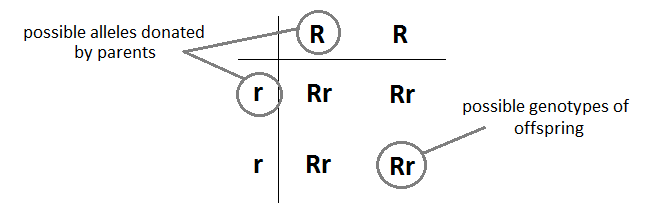 possible alleles donated
by parents
R R
r Rr Rr
possible genotypes of
offspring
r Rr Rr